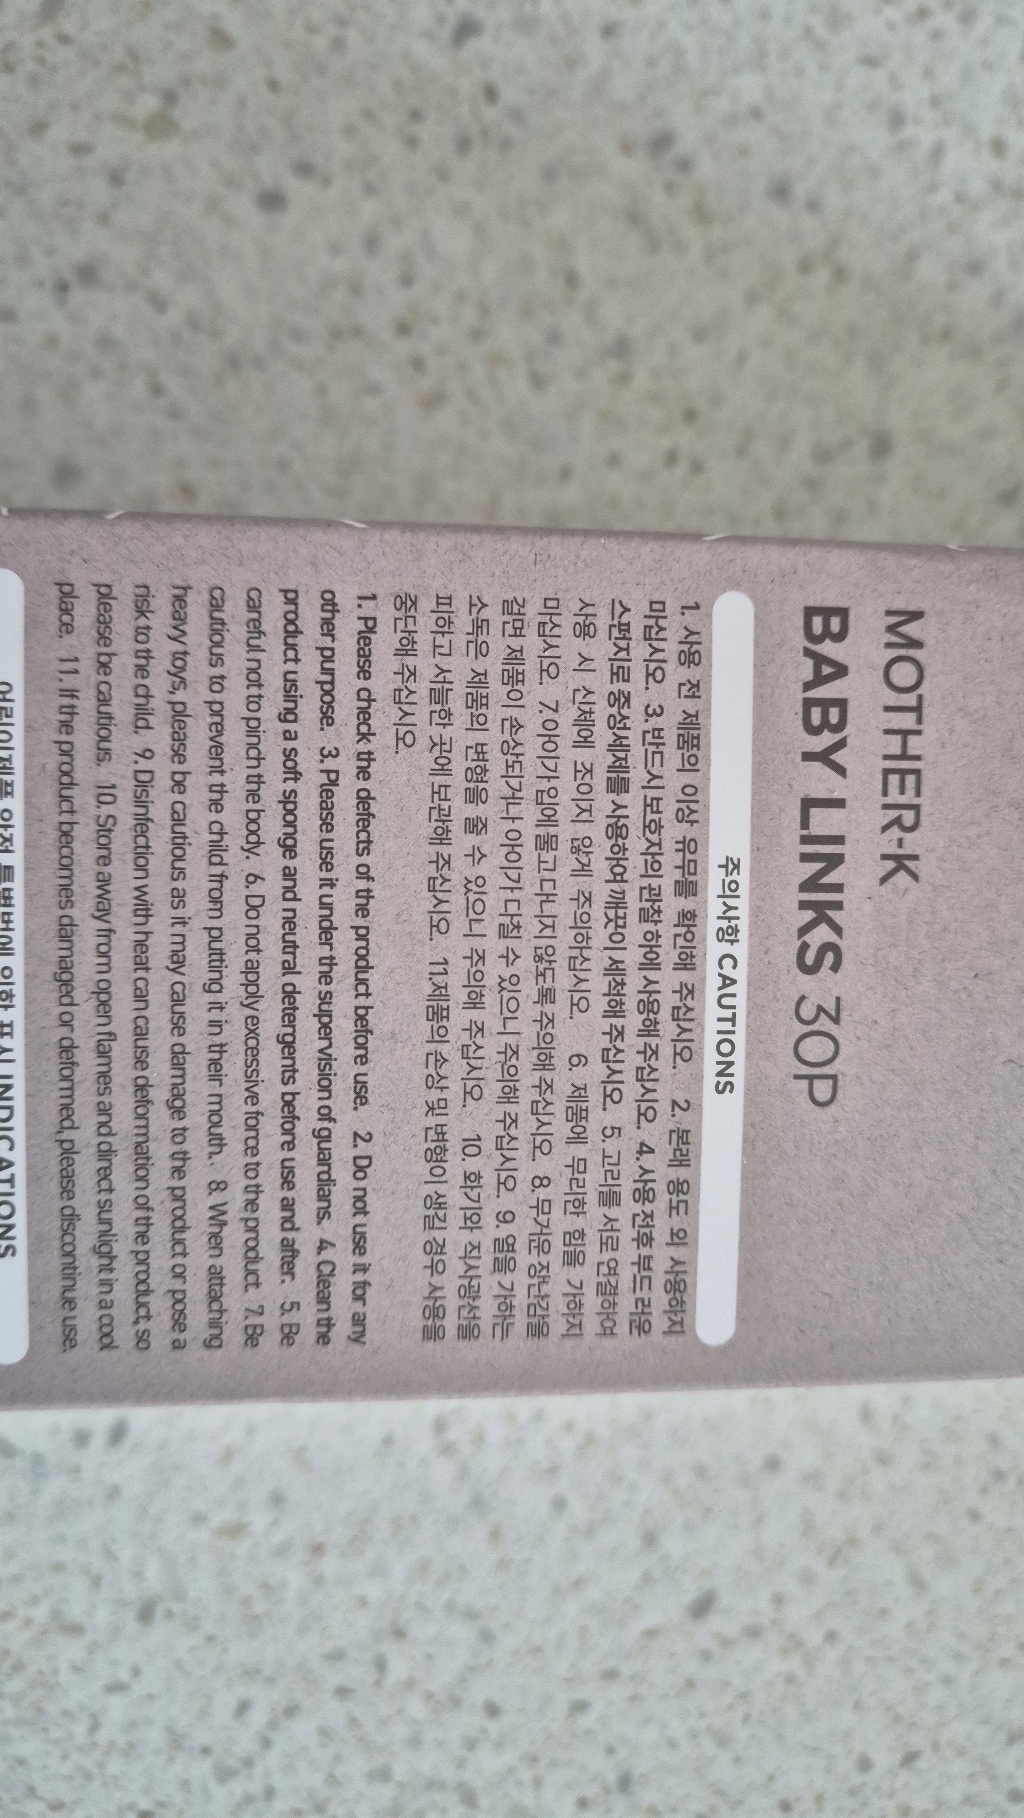 MOTHER-K
BABY LINKS 30P
주의사항 CAUTIONS
1. 사용 전 제품의 이상 유무를 확인해 주십시오. 2. 본래 용도 외 사용하지
마십시오. 3. 반드시 보호자의 관찰 하에 사용해 주십시오. 4.사용 전후 부드러운
스펀지로 중성세제를 사용하여 깨끗이 세척해 주십시오. 5. 고리를 서로 연결하여
사용 시 신체에 조이지 않게 주의하십시오. 6. 제품에 무리한 힘을 가하지
마십시오. 7.아이가 입에 물고 다니지 않도록 주의해 주십시오. 8.무거운 장난감을
걸면 제품이 손상되거나 아이가 다칠 수 있으니 주의해 주십시오. 9. 열을 가하는
소독은 제품의 변형을 줄 수 있으니 주의해 주십시오. 10. 화기와 직사광선을
피하고 서늘한 곳에 보관해 주십시오. 11.제품의 손상 및 변형이 생길 경우 사용을
중단해 주십시오.
1. Please check the defects of the product before use. 2. Do not use it for any
other purpose. 3. Please use it under the supervision of guardians. 4. Clean the
product using a soft sponge and neutral detergents before use and after. 5. Be
careful not to pinch the body. 6. Do not apply excessive force to the product. 7. Be
cautious to prevent the child from putting it in their mouth. 8. When attaching
heavy toys, please be cautious as it may cause damage to the product or pose a
risk to the child. 9. Disinfection with heat can cause deformation of the product, so
please be cautious. 10. Store away from open flames and direct sunlight in a cool
place. 11. If the product becomes damaged or deformed, please discontinue use.
어린이제품 안전 특별법에 의한 표시 INDICATIONS